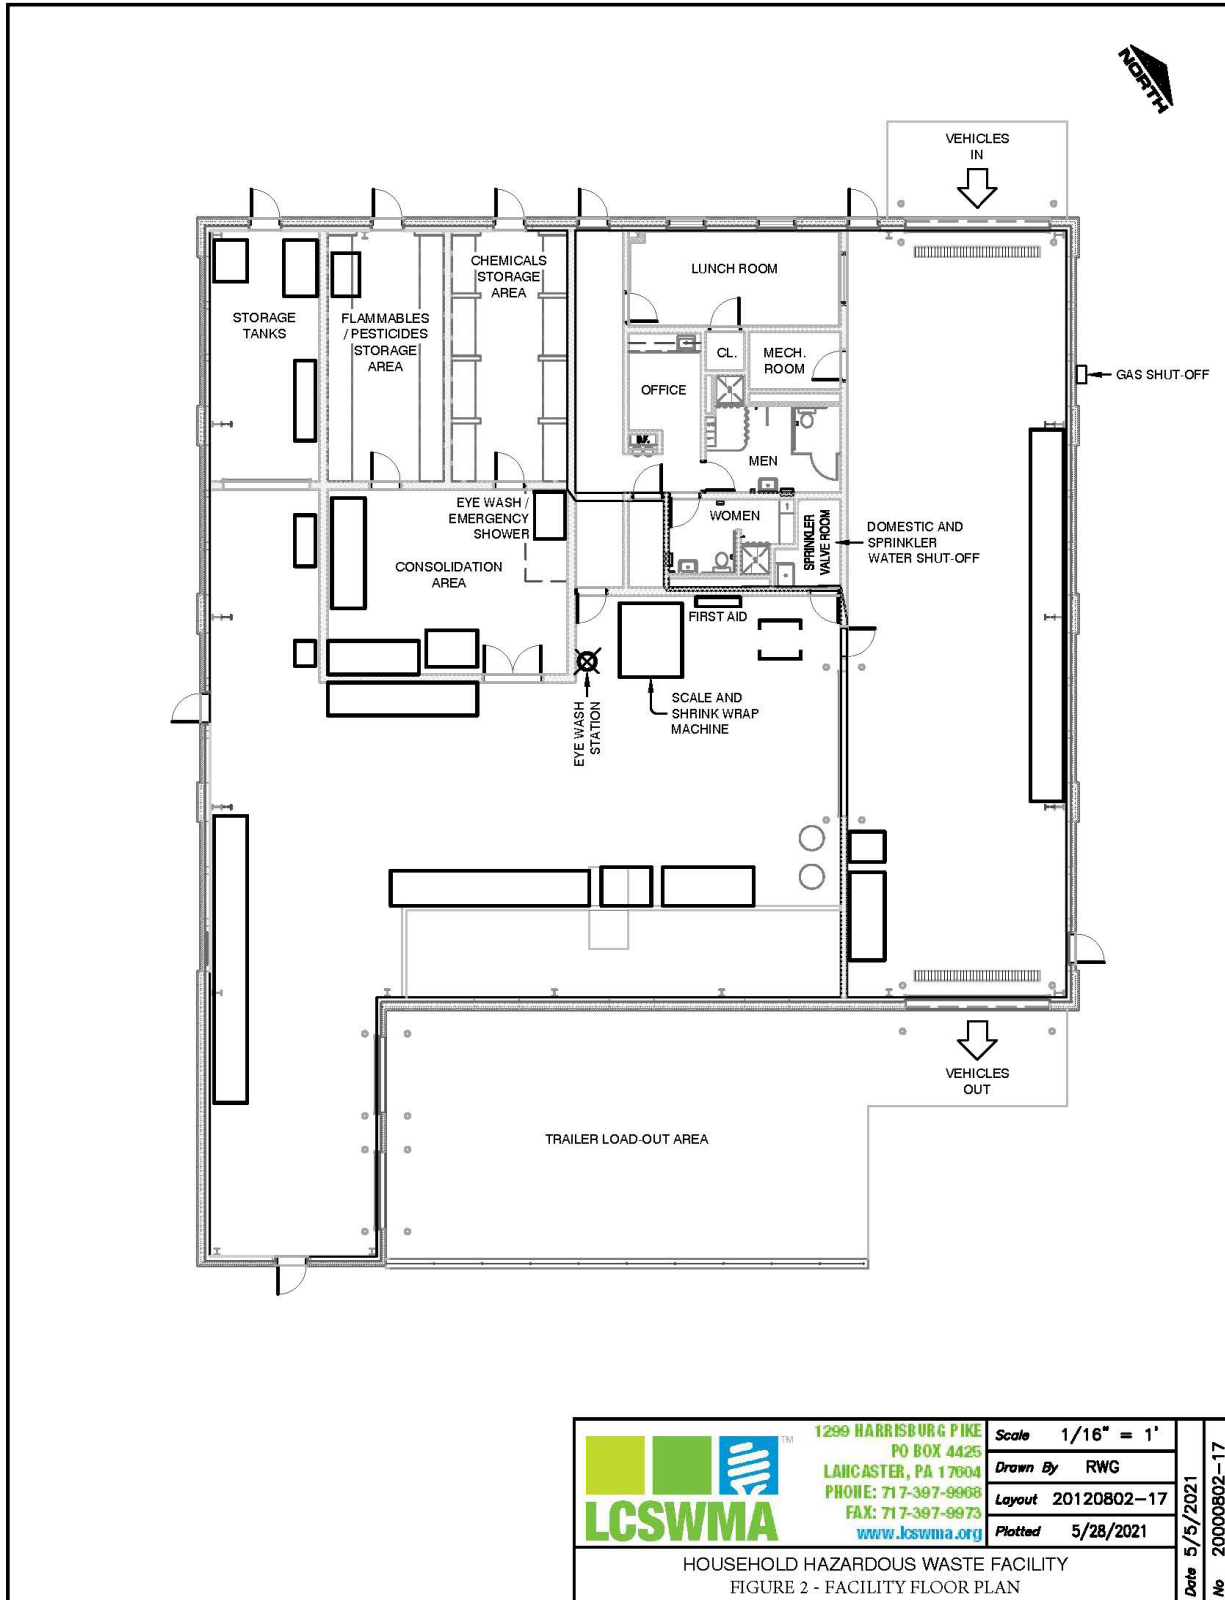 NORTH
VEHICLES
IN
CHEMICALS
STORAGE
AREA
LUNCH ROOM
STORAGE
TANKS
FLAMMABLES
/ PESTICIDES
STORAGE
AREA
CL.
MECH.
ROOM
GAS SHUT-OFF
OFFICE
B.F.
MEN
EYE WASH /
EMERGENCY
SHOWER
WOMEN
SPRINKLER
VALVE ROOM
DOMESTIC AND
SPRINKLER
WATER SHUT-OFF
CONSOLIDATION
AREA
FIRST AID
EYE WASH
STATION
SCALE AND
SHRINK WRAP
MACHINE
VEHICLES
OUT
TRAILER LOAD-OUT AREA
LCSWMA
TM
1299 HARRISBURG PIKE
PO BOX 4425
LANCASTER, PA 17604
PHONE: 717-397-9968
FAX: 717-397-9973
www.lcswma.org
Scale 1/16" = 1'
Drawn By RWG
Layout 20120802-17
Plotted 5/28/2021
Date 5/5/2021
No 20000802-17
HOUSEHOLD HAZARDOUS WASTE FACILITY
FIGURE 2 - FACILITY FLOOR PLAN